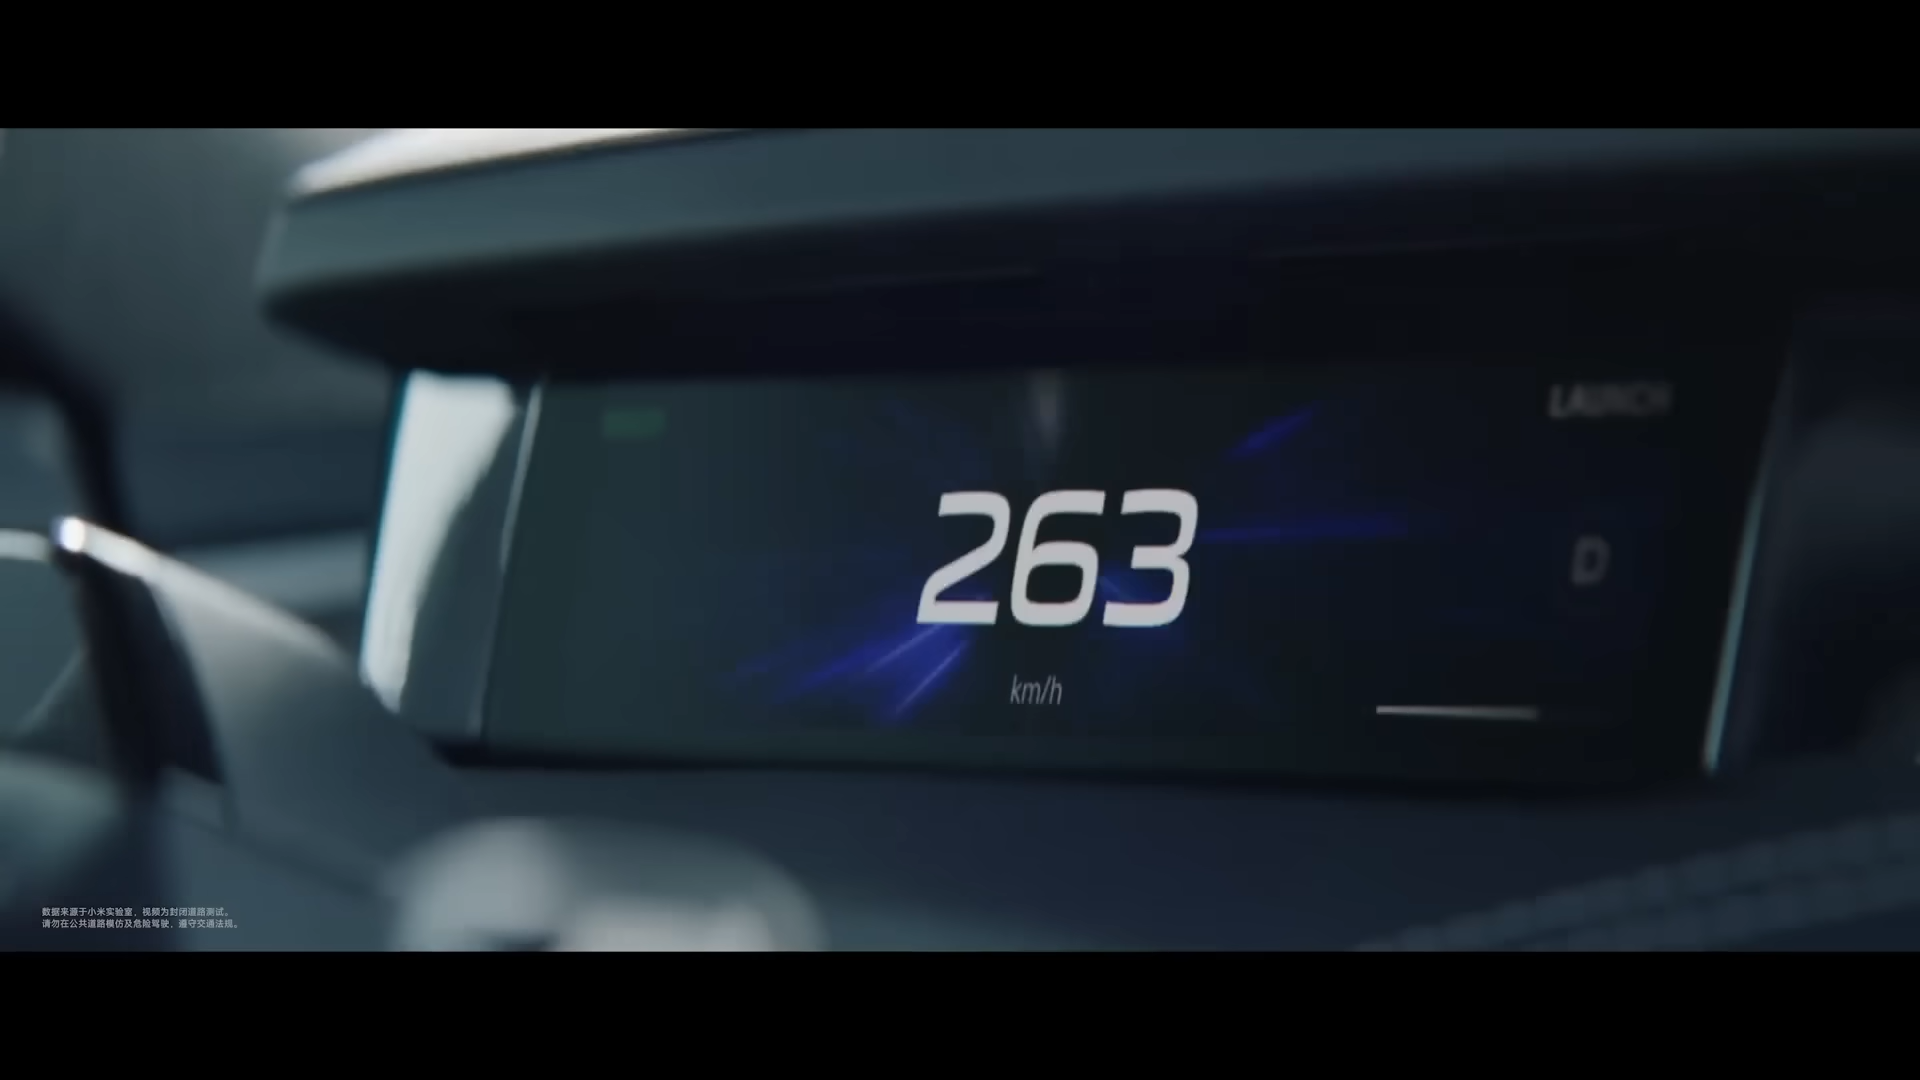 LAUNCH
263
D
km/h
数据来源于小米实验室，视频为封闭道路测试。
请勿在公共道路模仿及危险驾驶，遵守交通法规。